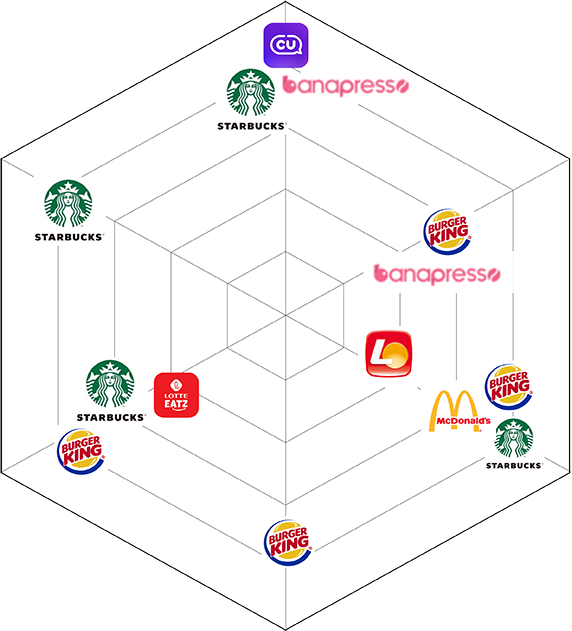 CU
banapresso
STARBUCKS
STARBUCKS
BURGER
KING
banapresso
L
BURGER
KING
STARBUCKS
LOTTE
EATZ
McDonald's
BURGER
KING
STARBUCKS
BURGER
KING